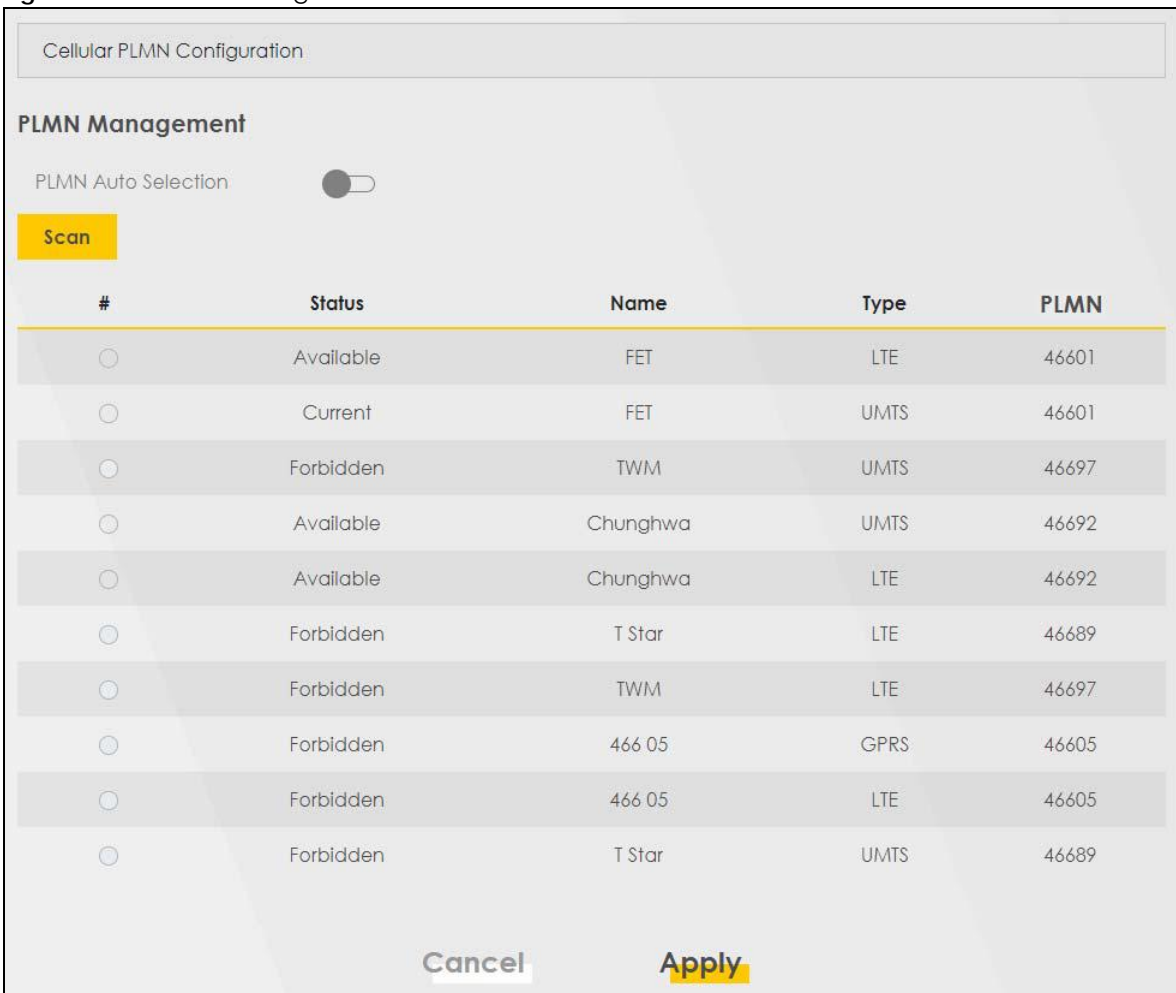 Cellular PLMN Configuration
PLMN Management
PLMN Auto Selection
Scan
# Status Name Type PLMN
Available FET LTE 46601
Current FET UMTS 46601
Forbidden TWM UMTS 46697
Available Chunghwa UMTS 46692
Available Chunghwa LTE 46692
Forbidden T Star LTE 46689
Forbidden TWM LTE 46697
Forbidden 466 05 GPRS 46605
Forbidden 466 05 LTE 46605
Forbidden T Star UMTS 46689
Cancel Apply